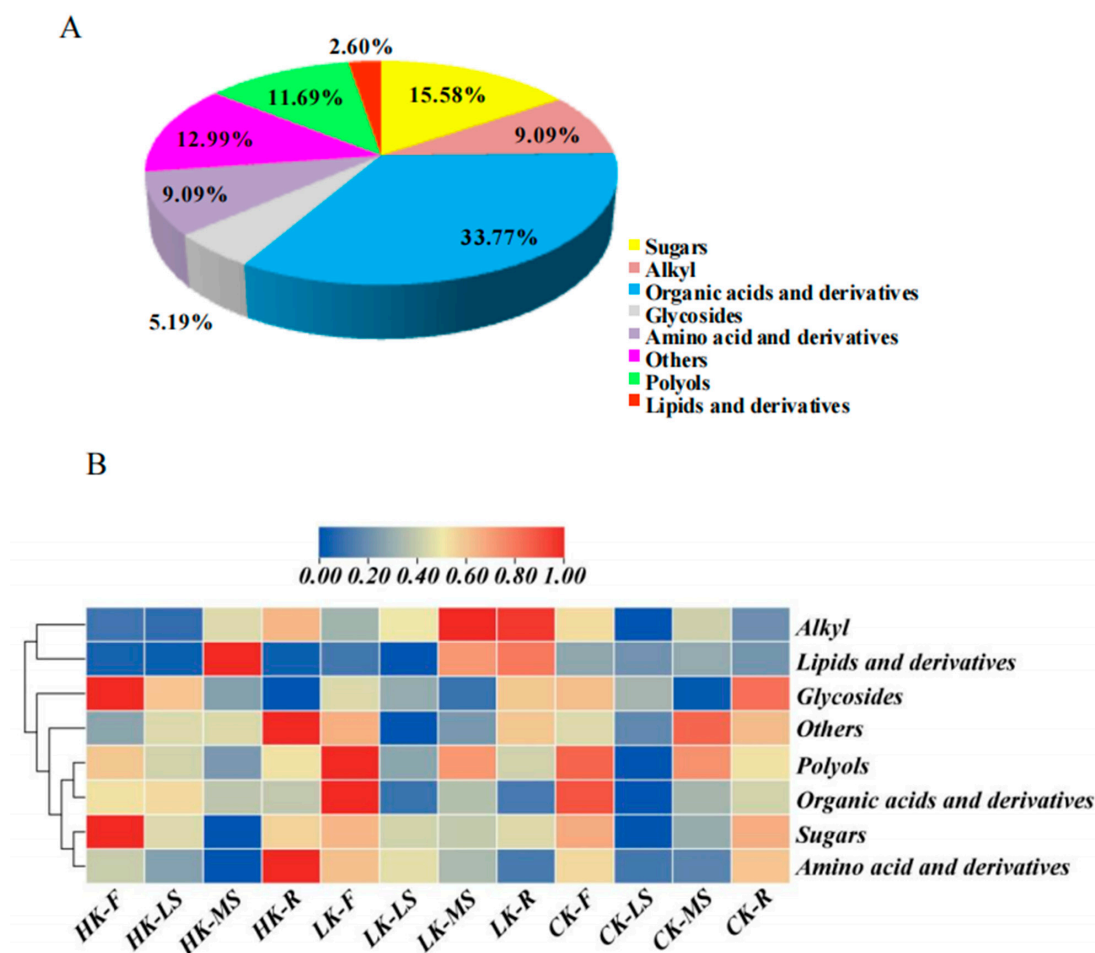 A
2.60%
15.58%
11.69%
9.09%
12.99%
9.09%
33.77%
5.19%
Sugars
Alkyl
Organic acids and derivatives
Glycosides
Amino acid and derivatives
Others
Polyols
Lipids and derivatives
B
0.00 0.20 0.40 0.60 0.80 1.00
Alkyl
Lipids and derivatives
Glycosides
Others
Polyols
Organic acids and derivatives
Sugars
Amino acid and derivatives
HK-F HK-LS HK-MS HK-R LK-F LK-LS LK-MS LK-R CK-F CK-LS CK-MS CK-R